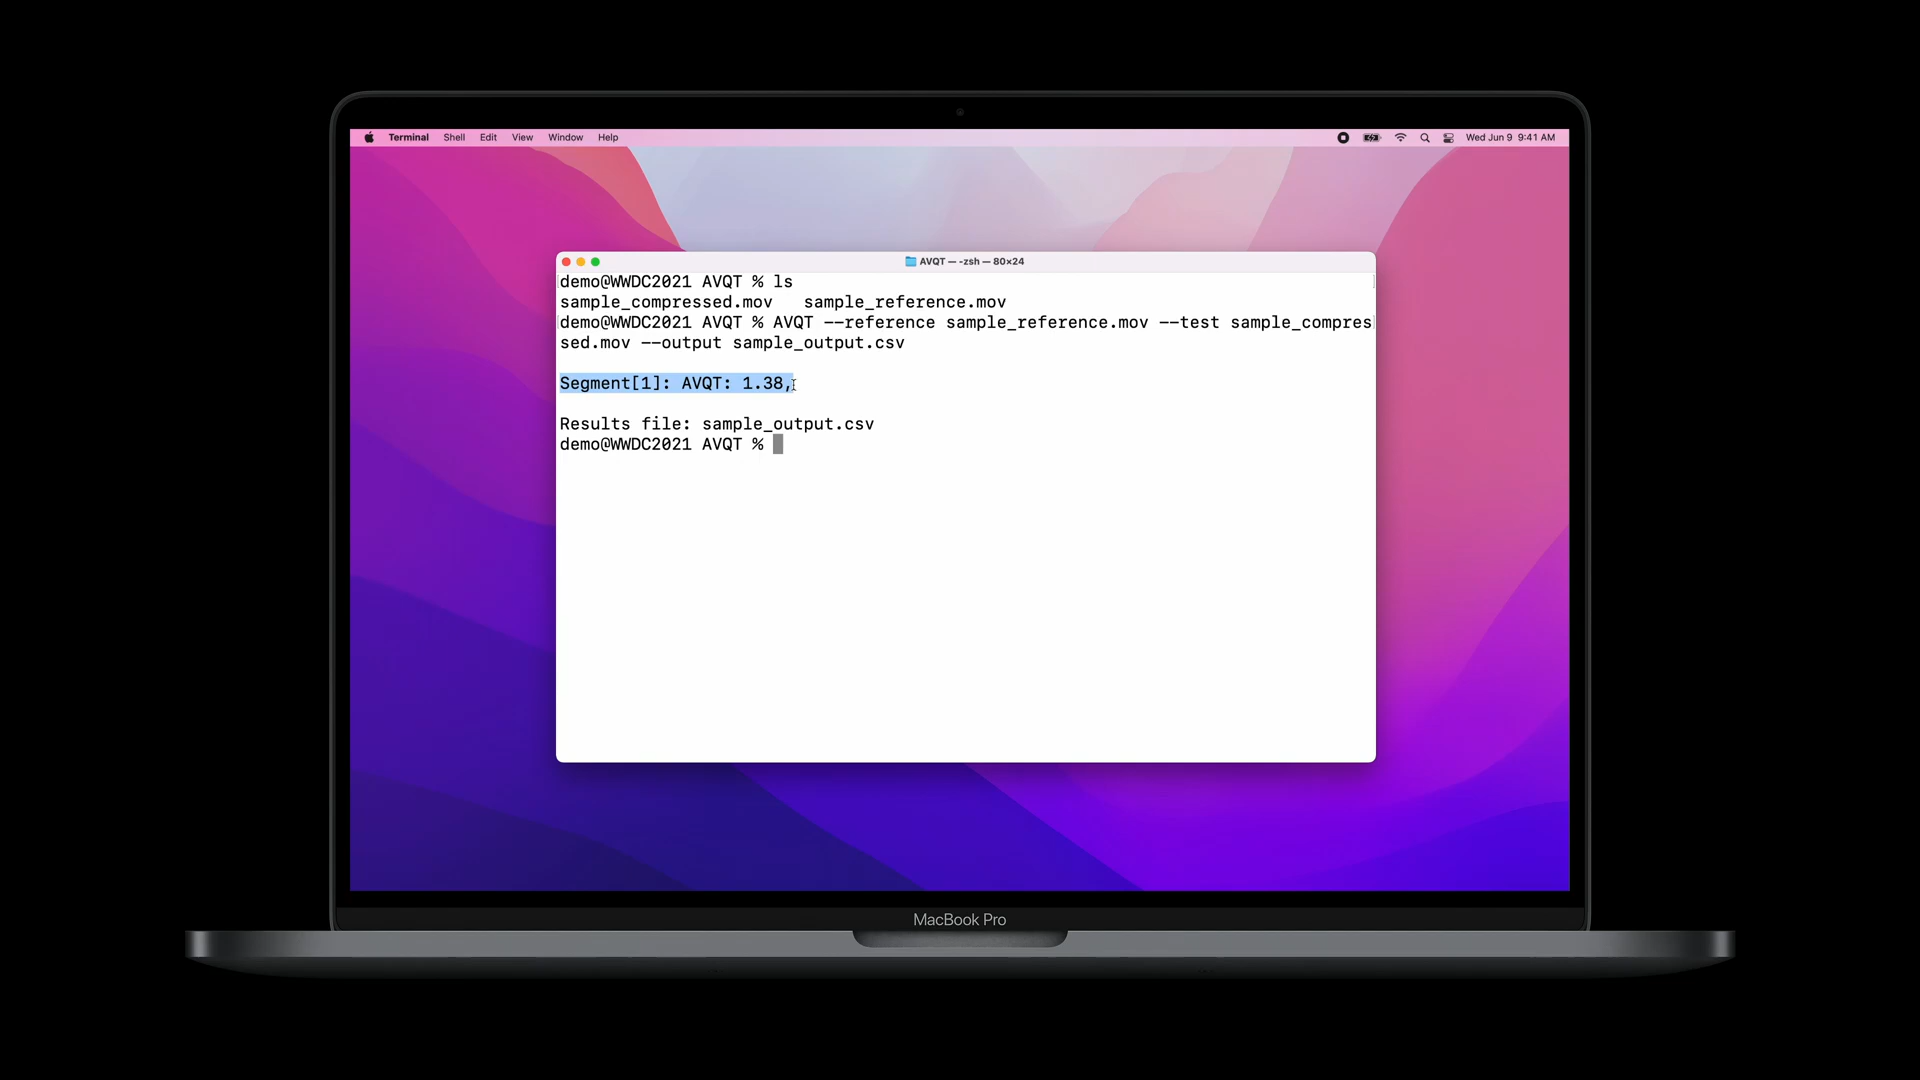 Terminal Shell Edit View Window Help Wed Jun 9 9:41 AM
AVQT — -zsh — 80×24
demo@WWDC2021 AVQT % ls
sample_compressed.mov sample_reference.mov
demo@WWDC2021 AVQT % AVQT --reference sample_reference.mov --test sample_compres
sed.mov --output sample_output.csv
Segment[1]: AVQT: 1.38,
Results file: sample_output.csv
demo@WWDC2021 AVQT %
MacBook Pro